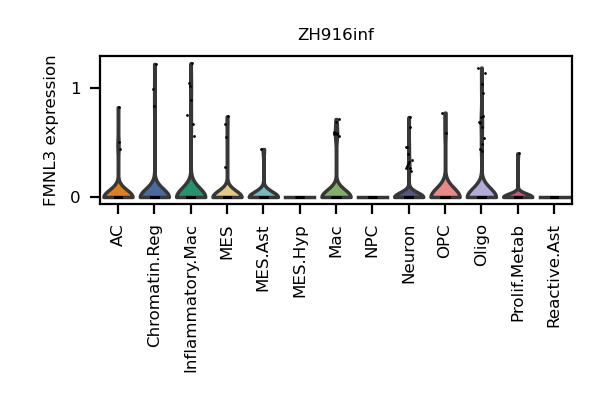 ZH916inf
FMNL3 expression
1
0
AC
Chromatin.Reg
Inflammatory.Mac
MES
MES.Ast
MES.Hyp
Mac
NPC
Neuron
OPC
Oligo
Prolif.Metab
Reactive.Ast